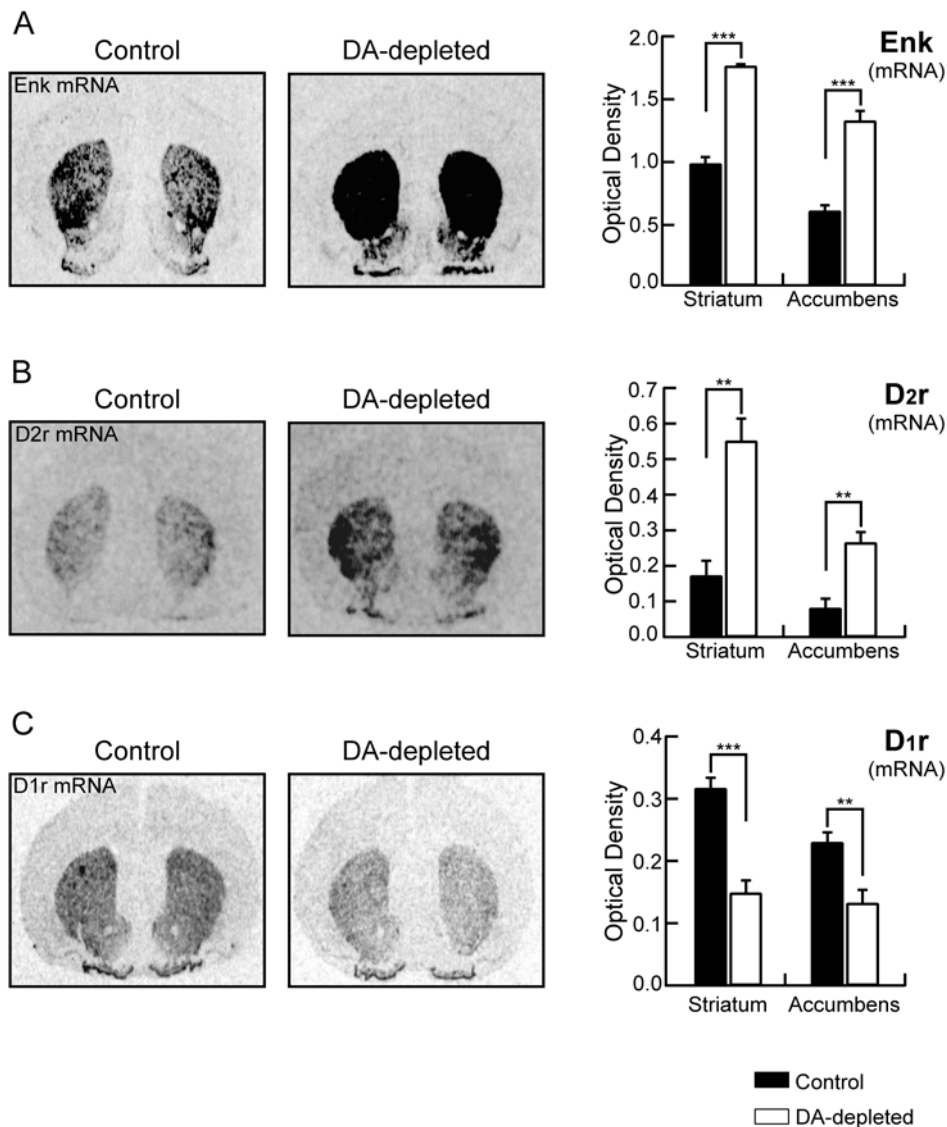 A
Control
DA-depleted
Enk mRNA
Optical Density
2.0
1.5
1.0
0.5
0.0
***
***
Enk
(mRNA)
Striatum
Accumbens
B
Control
DA-depleted
D2r mRNA
Optical Density
0.7
0.6
0.5
0.4
0.3
0.2
0.1
0.0
**
**
D2r
(mRNA)
Striatum
Accumbens
C
Control
DA-depleted
D1r mRNA
Optical Density
0.4
0.3
0.2
0.1
0.0
***
**
D1r
(mRNA)
Striatum
Accumbens
Control
DA-depleted